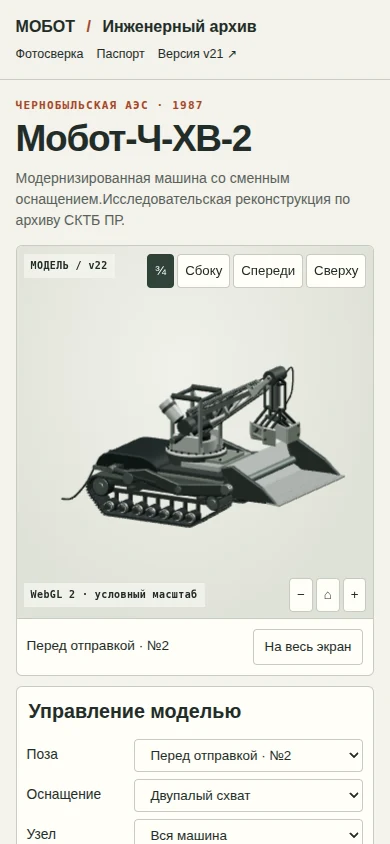 МОБОТ / Инженерный архив
Фотосверка Паспорт Версия v21 ↗
ЧЕРНОБЫЛЬСКАЯ АЭС · 1987
Мобот-Ч-ХВ-2
Модернизированная машина со сменным
оснащением.Исследовательская реконструкция по
архиву СКТБ ПР.
МОДЕЛЬ / v22
¾ Сбоку Спереди Сверху
WebGL 2 · условный масштаб
− ⌂ +
Перед отправкой · №2
На весь экран
Управление моделью
Поза Перед отправкой · №2
Оснащение Двупалый схват
Узел Вся машина